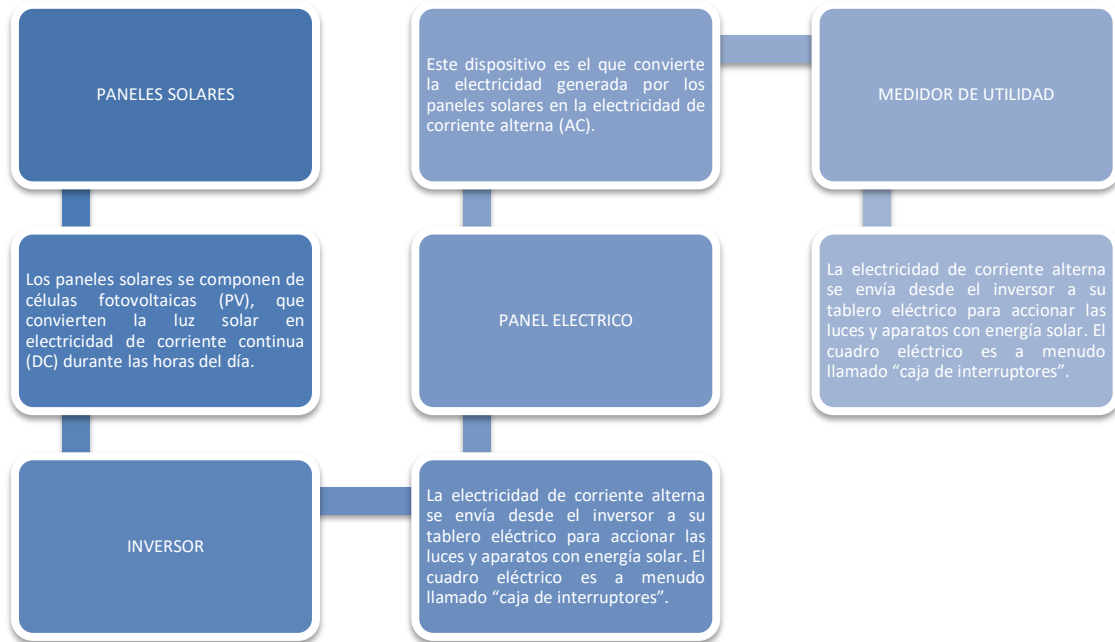 PANELES SOLARES
Los paneles solares se componen de
células fotovoltaicas (PV), que
convierten la luz solar en
electricidad de corriente continua
(DC) durante las horas del día.
INVERSOR
La electricidad de corriente alterna
se envía desde el inversor a su
tablero eléctrico para accionar las
luces y aparatos con energía solar. El
cuadro eléctrico es a menudo
llamado “caja de interruptores”.
PANEL ELECTRICO
Este dispositivo es el que convierte
la electricidad generada por los
paneles solares en la electricidad de
corriente alterna (AC).
MEDIDOR DE UTILIDAD
La electricidad de corriente alterna
se envía desde el inversor a su
tablero eléctrico para accionar las
luces y aparatos con energía solar. El
cuadro eléctrico es a menudo
llamado “caja de interruptores”.